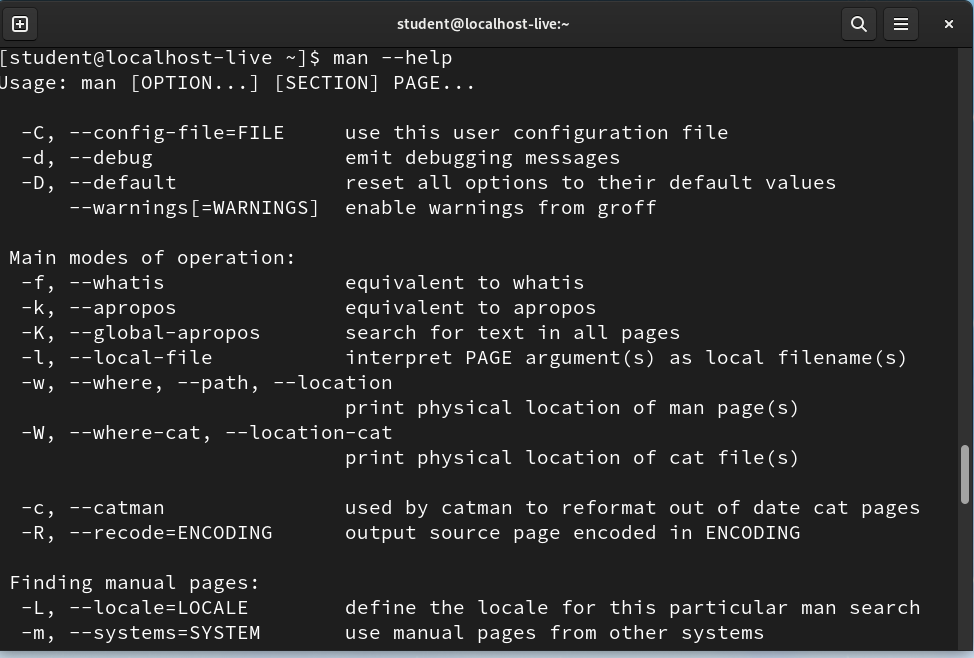 student@localhost-live:~
[student@localhost-live ~]$ man --help
Usage: man [OPTION...] [SECTION] PAGE...
-C, --config-file=FILE     use this user configuration file
-d, --debug                emit debugging messages
-D, --default              reset all options to their default values
    --warnings[=WARNINGS]  enable warnings from groff
Main modes of operation:
-f, --whatis               equivalent to whatis
-k, --apropos              equivalent to apropos
-K, --global-apropos       search for text in all pages
-l, --local-file           interpret PAGE argument(s) as local filename(s)
-w, --where, --path, --location
                           print physical location of man page(s)
-W, --where-cat, --location-cat
                           print physical location of cat file(s)
-c, --catman               used by catman to reformat out of date cat pages
-R, --recode=ENCODING      output source page encoded in ENCODING
Finding manual pages:
-L, --locale=LOCALE        define the locale for this particular man search
-m, --systems=SYSTEM       use manual pages from other systems